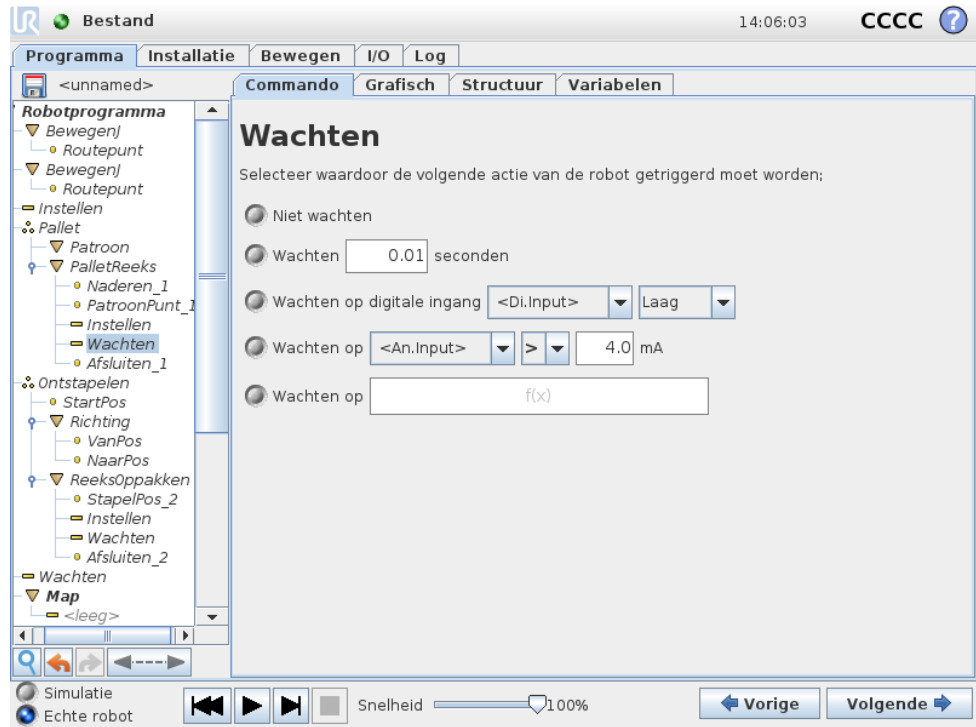 UR Bestand 14:06:03 CCCC ?
Programma Installatie Bewegen I/O Log
<unnamed>
Commando Grafisch Structuur Variabelen
Robotprogramma
BewegenJ
Routepunt
BewegenJ
Routepunt
Instellen
Pallet
Patroon
PalletReeks
Naderen_1
PatroonPunt_1
Instellen
Wachten
Afsluiten_1
Ontstapelen
StartPos
Richting
VanPos
NaarPos
ReeksOppakken
StapelPos_2
Instellen
Wachten
Afsluiten_2
Wachten
Map
<leeg>
Wachten
Selecteer waardoor de volgende actie van de robot getriggerd moet worden;
Niet wachten
Wachten 0.01 seconden
Wachten op digitale ingang <Di.Input> Laag
Wachten op <An.Input> > 4.0 mA
Wachten op f(x)
Simulatie
Echte robot
Snelheid 100%
Vorige Volgende